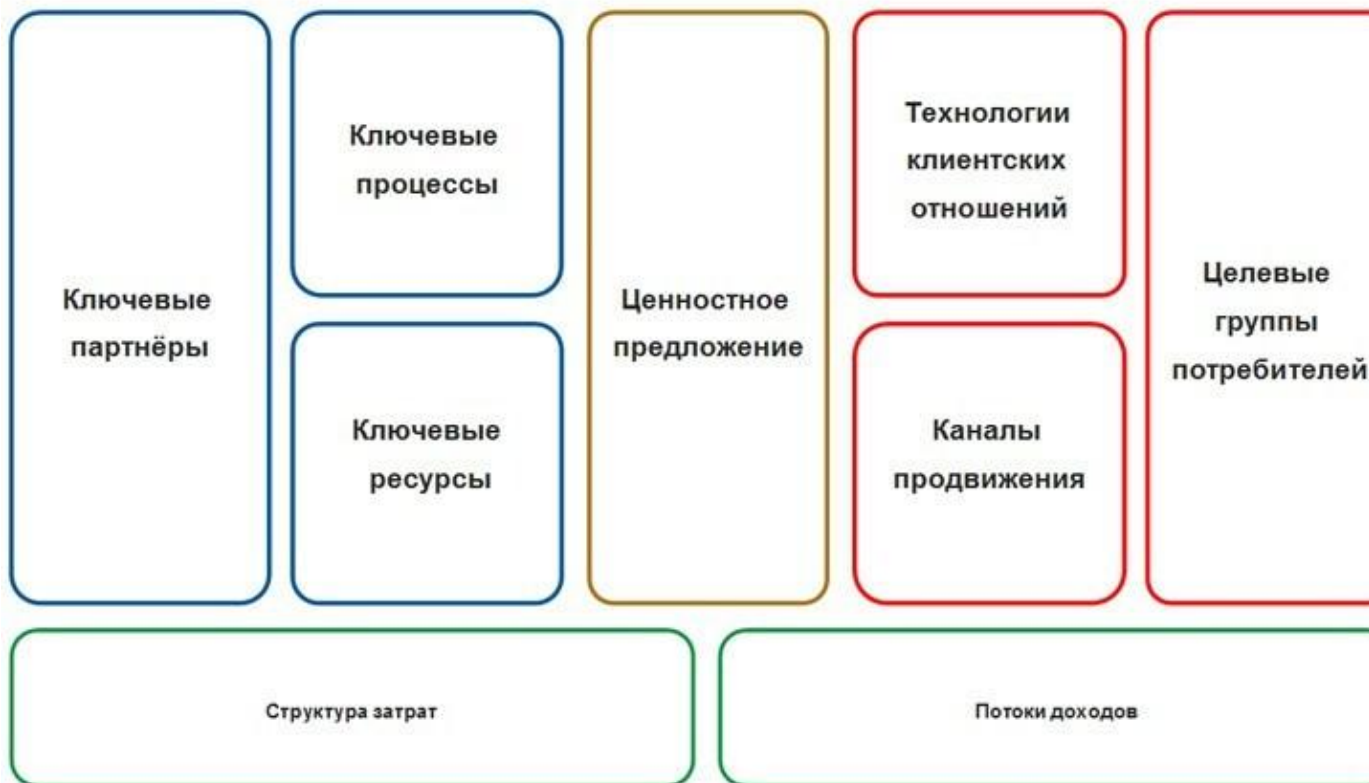 Ключевые
партнёры
Ключевые
процессы
Ключевые
ресурсы
Ценностное
предложение
Технологии
клиентских
отношений
Каналы
продвижения
Целевые
группы
потребителей
Структура затрат
Потоки доходов